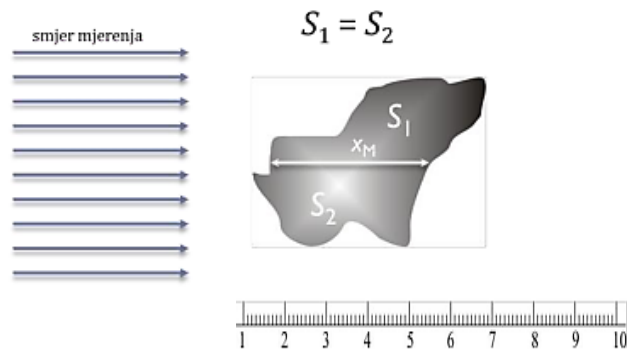 smjer mjerenja
S₁ = S₂
S₁
x_M
S₂
1 2 3 4 5 6 7 8 9 10